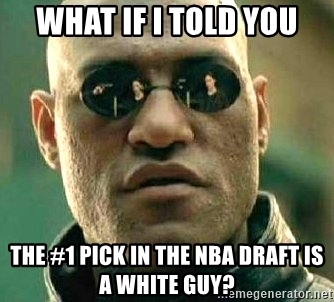 WHAT IF I TOLD YOU
THE #1 PICK IN THE NBA DRAFT IS
A WHITE GUY?
memegenerator.net